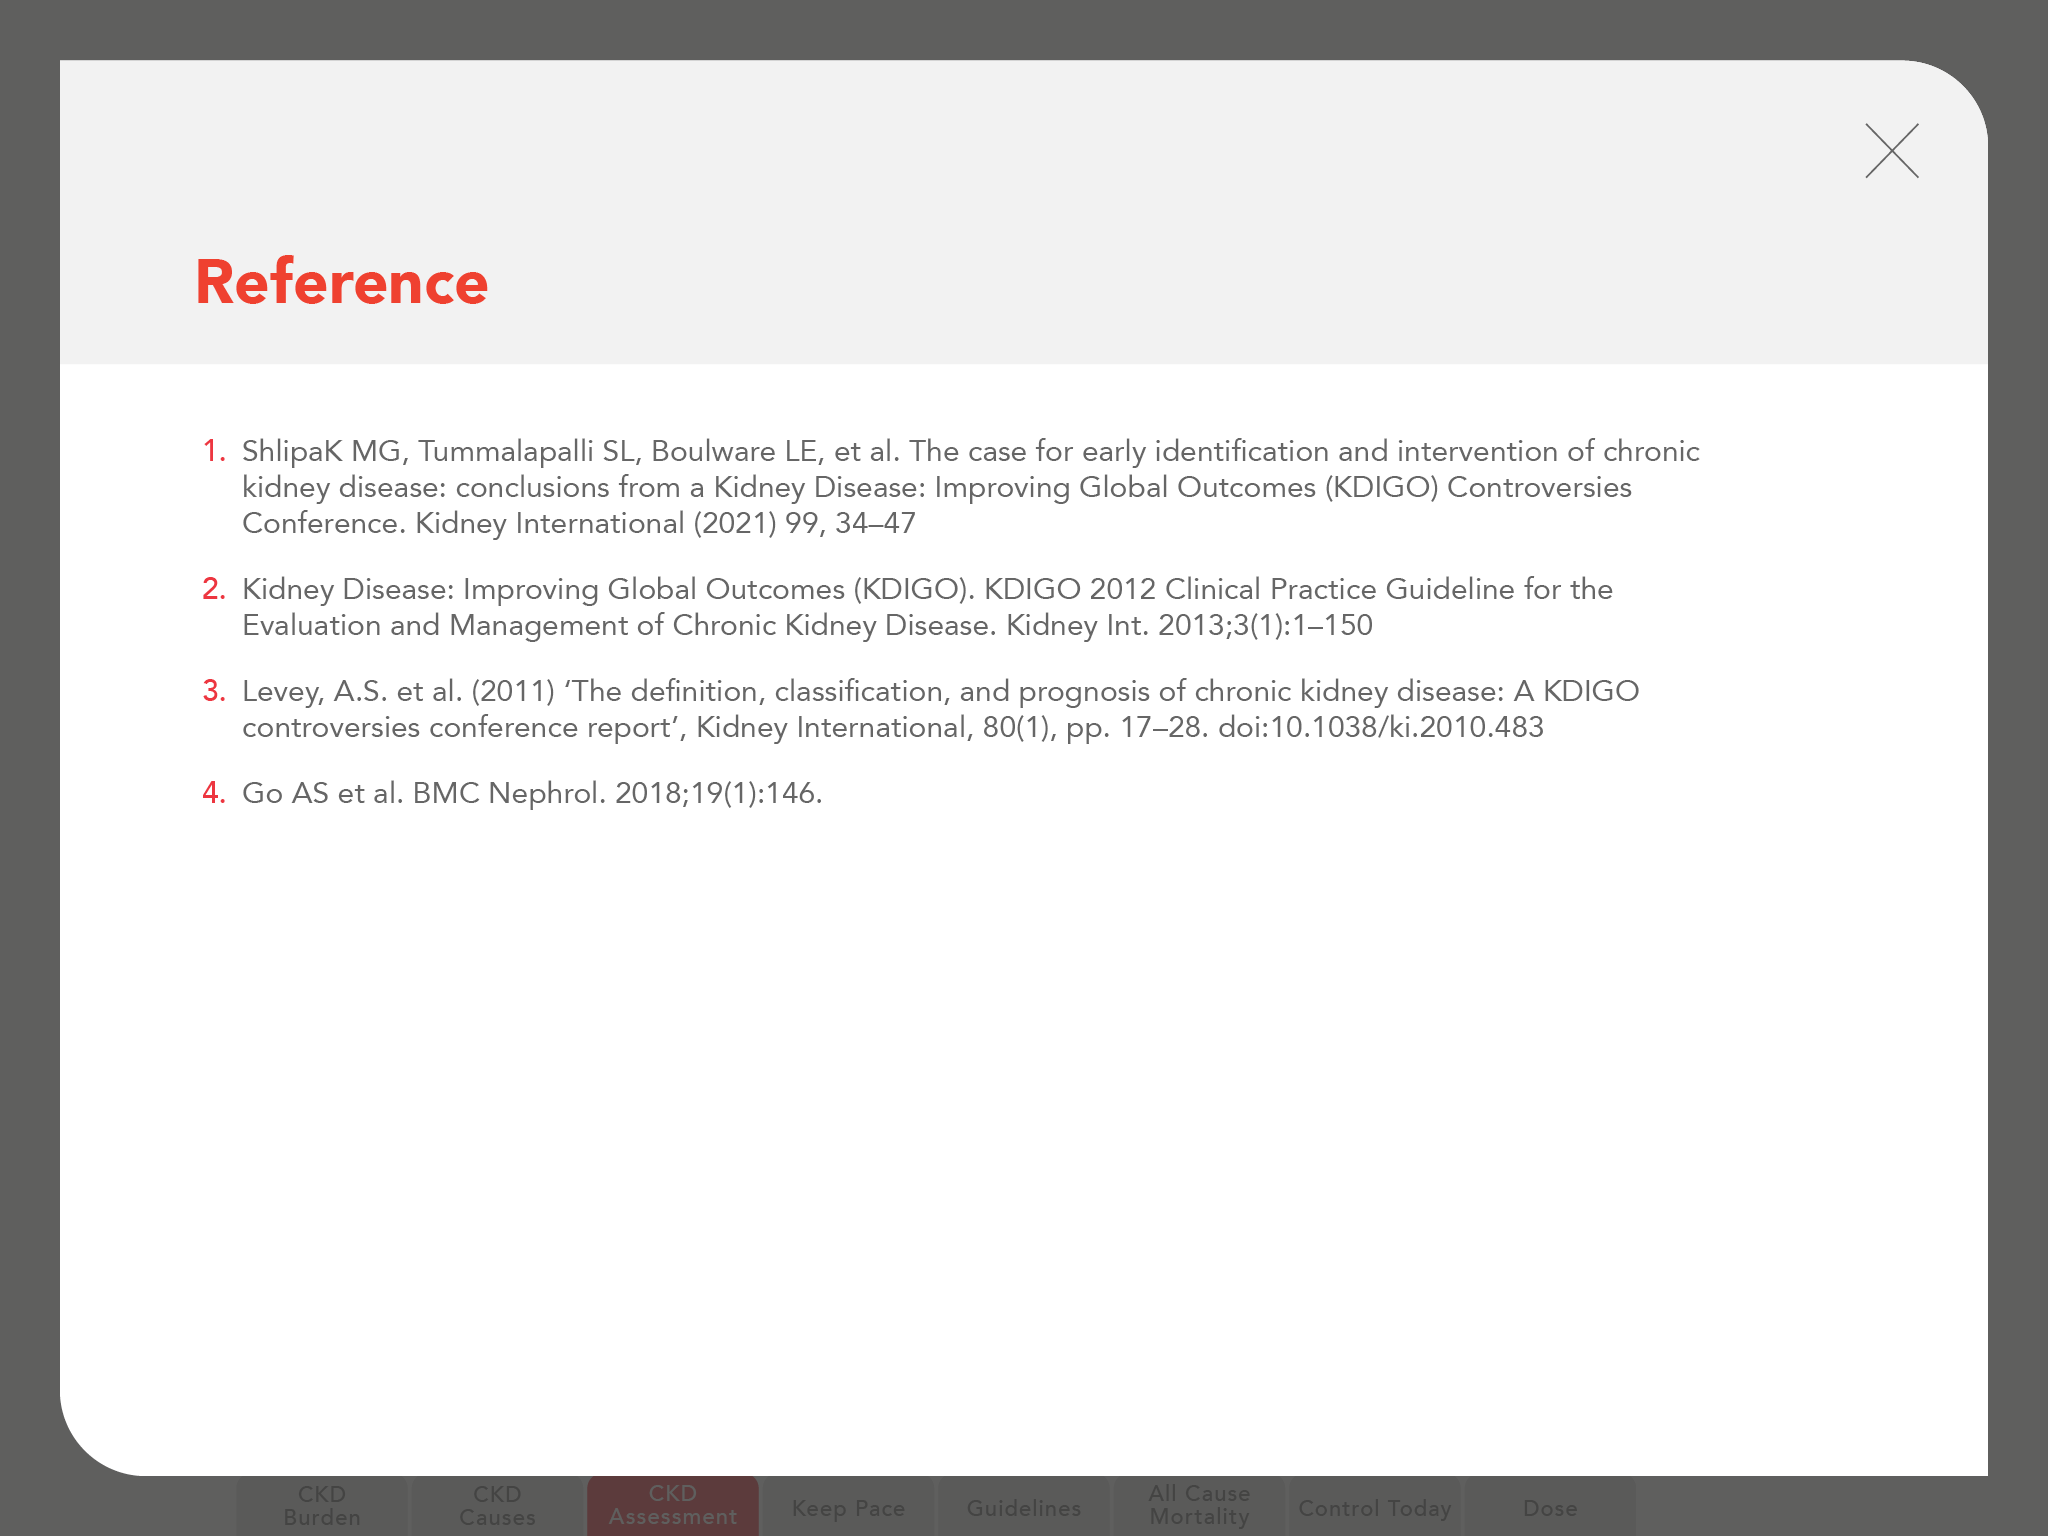 Reference
1. ShlipaK MG, Tummalapalli SL, Boulware LE, et al. The case for early identification and intervention of chronic
kidney disease: conclusions from a Kidney Disease: Improving Global Outcomes (KDIGO) Controversies
Conference. Kidney International (2021) 99, 34–47
2. Kidney Disease: Improving Global Outcomes (KDIGO). KDIGO 2012 Clinical Practice Guideline for the
Evaluation and Management of Chronic Kidney Disease. Kidney Int. 2013;3(1):1–150
3. Levey, A.S. et al. (2011) ‘The definition, classification, and prognosis of chronic kidney disease: A KDIGO
controversies conference report’, Kidney International, 80(1), pp. 17–28. doi:10.1038/ki.2010.483
4. Go AS et al. BMC Nephrol. 2018;19(1):146.
CKD
Burden
CKD
Causes
CKD
Assessment
Keep Pace
Guidelines
All Cause
Mortality
Control Today
Dose